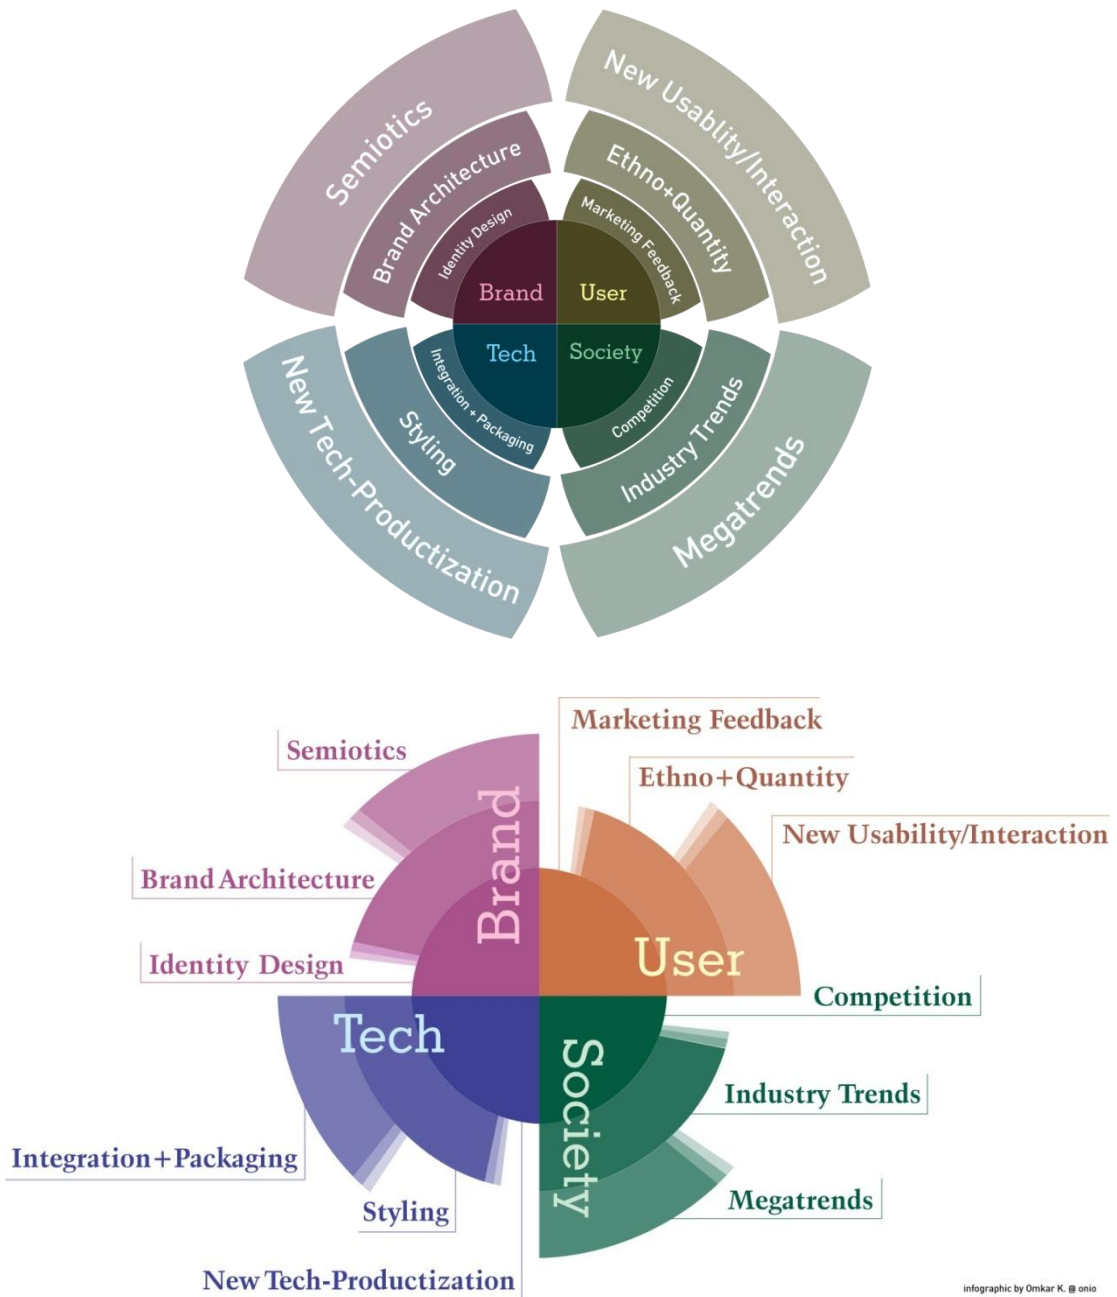 Semiotics
New Usablity/Interaction
Brand Architecture
Ethno+Quantity
Identity Design
Marketing Feedback
Brand
User
Tech
Society
Integration + Packaging
Competition
Styling
Industry Trends
New Tech-Productization
Megatrends
Marketing Feedback
Semiotics
Ethno+Quantity
New Usability/Interaction
Brand Architecture
Brand
Identity Design
User
Competition
Tech
Society
Industry Trends
Integration+Packaging
Styling
Megatrends
New Tech-Productization
infographic by Omkar K. @ onio